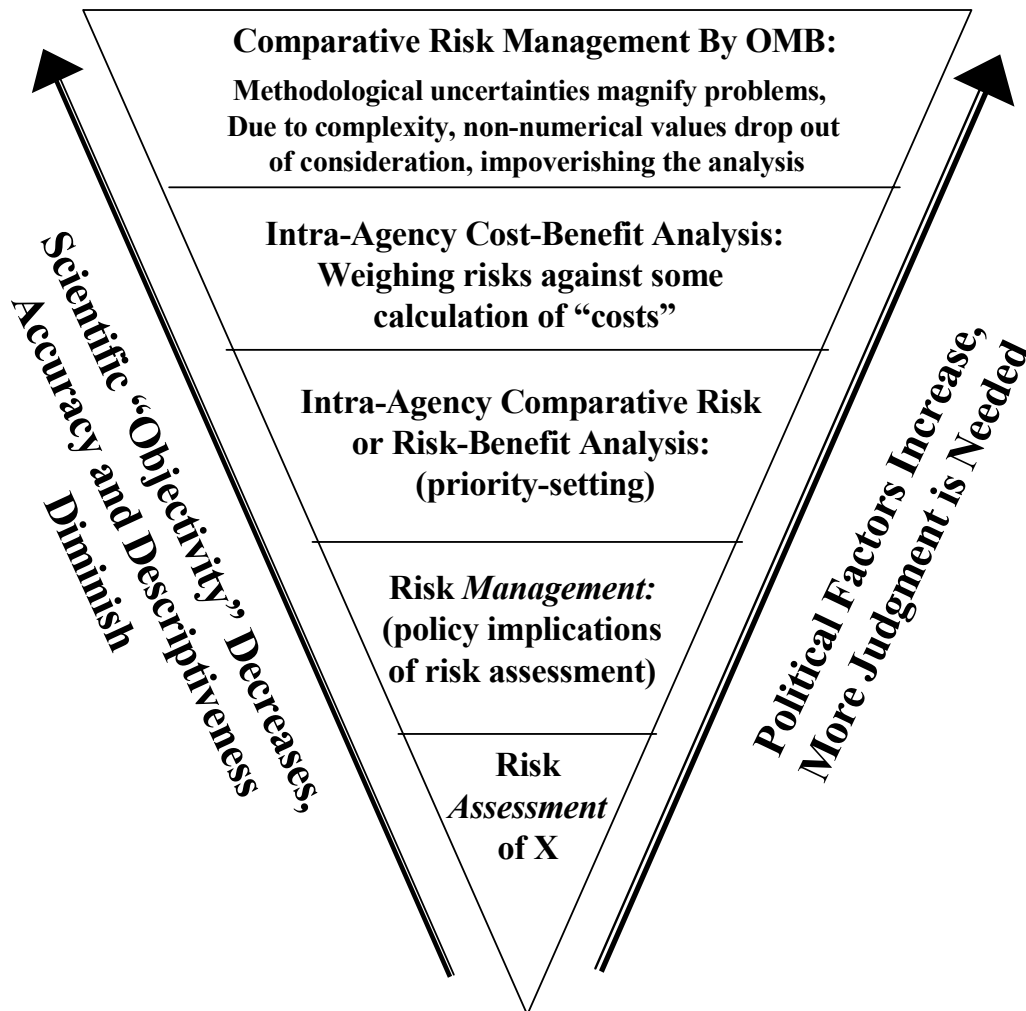 Comparative Risk Management By OMB:
Methodological uncertainties magnify problems,
Due to complexity, non-numerical values drop out
of consideration, impoverishing the analysis
Intra-Agency Cost-Benefit Analysis:
Weighing risks against some
calculation of “costs”
Intra-Agency Comparative Risk
or Risk-Benefit Analysis:
(priority-setting)
Risk Management:
(policy implications
of risk assessment)
Risk
Assessment
of X
Scientific “Objectivity” Decreases,
Accuracy and Descriptiveness
Diminish
Political Factors Increase,
More Judgment is Needed